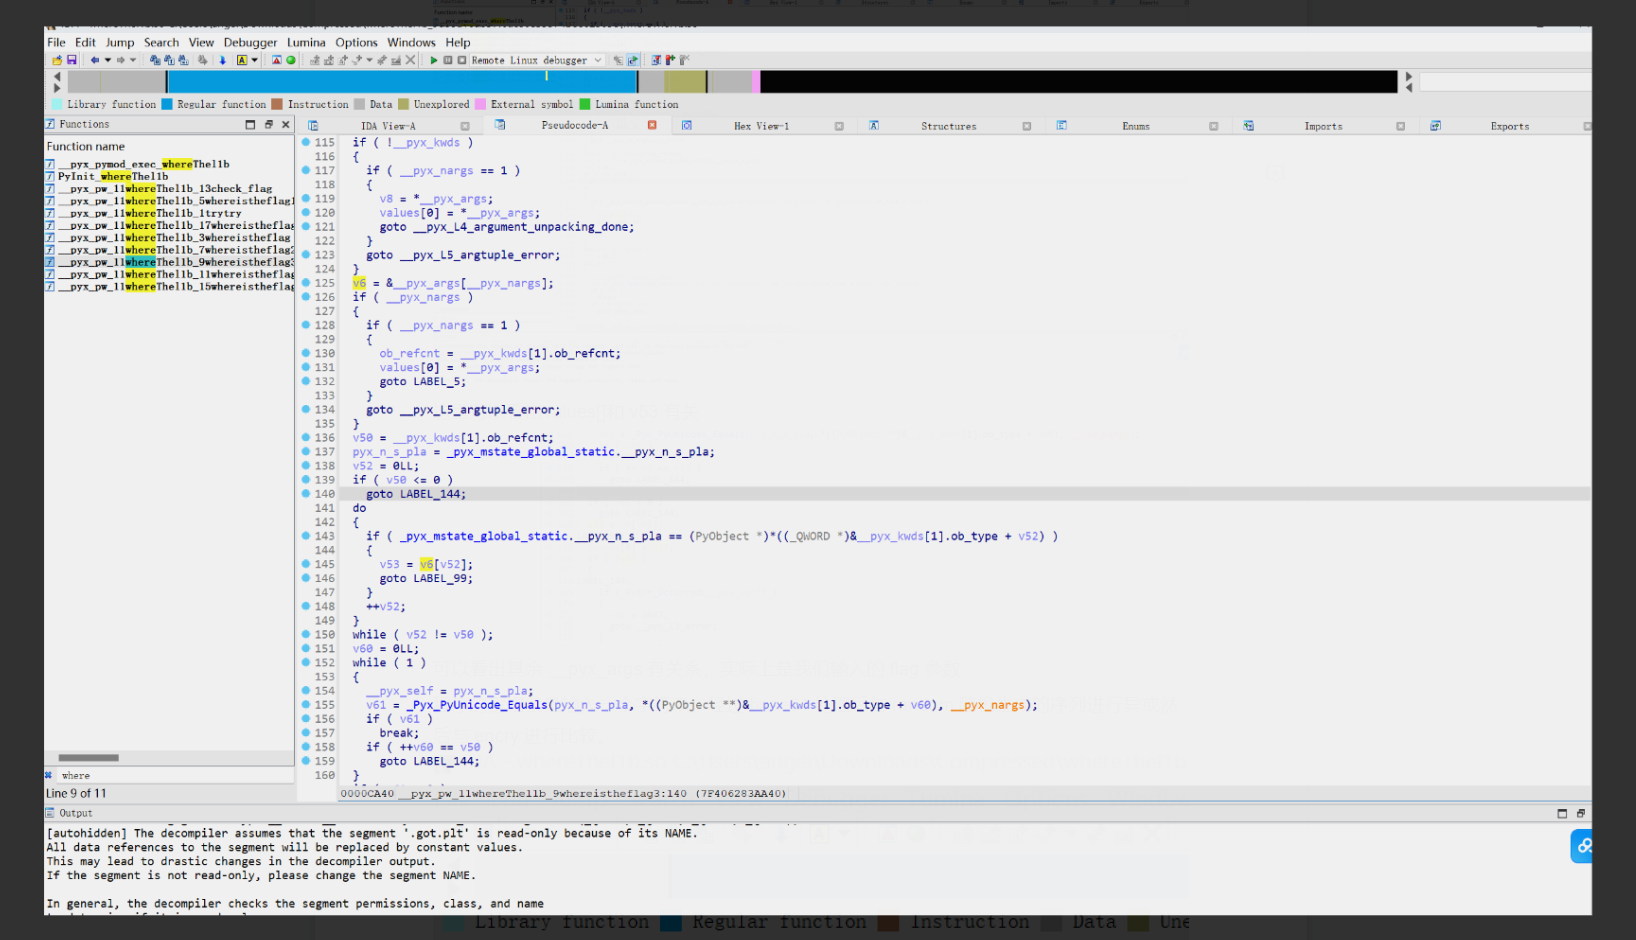 File Edit Jump Search View Debugger Lumina Options Windows Help
Remote Linux debugger
Library function Regular function Instruction Data Unexplored External symbol Lumina function
Functions
IDA View-A Pseudocode-A Hex View-1 Structures Enums Imports Exports
Function name
__pyx_pymod_exec_whereThel1b
PyInit_whereThel1b
__pyx_pw_11whereThel1b_13check_flag
__pyx_pw_11whereThel1b_5whereistheflag1
__pyx_pw_11whereThel1b_1trytry
__pyx_pw_11whereThel1b_17whereistheflag
__pyx_pw_11whereThel1b_3whereistheflag
__pyx_pw_11whereThel1b_7whereistheflag2
__pyx_pw_11whereThel1b_9whereistheflag3
__pyx_pw_11whereThel1b_11whereistheflag
__pyx_pw_11whereThel1b_15whereistheflag
where
Line 9 of 11
115 if ( !__pyx_kwds )
116 {
117 if ( __pyx_nargs == 1 )
118 {
119 v8 = *__pyx_args;
120 values[0] = *__pyx_args;
121 goto __pyx_L4_argument_unpacking_done;
122 }
123 goto __pyx_L5_argtuple_error;
124 }
125 v6 = &__pyx_args[__pyx_nargs];
126 if ( __pyx_nargs )
127 {
128 if ( __pyx_nargs == 1 )
129 {
130 ob_refcnt = __pyx_kwds[1].ob_refcnt;
131 values[0] = *__pyx_args;
132 goto LABEL_5;
133 }
134 goto __pyx_L5_argtuple_error;
135 }
136 v50 = __pyx_kwds[1].ob_refcnt;
137 pyx_n_s_pla = _pyx_mstate_global_static.__pyx_n_s_pla;
138 v52 = 0LL;
139 if ( v50 <= 0 )
140 goto LABEL_144;
141 do
142 {
143 if ( _pyx_mstate_global_static.__pyx_n_s_pla == (PyObject *)*((_QWORD *)&__pyx_kwds[1].ob_type + v52) )
144 {
145 v53 = v6[v52];
146 goto LABEL_99;
147 }
148 ++v52;
149 }
150 while ( v52 != v50 );
151 v60 = 0LL;
152 while ( 1 )
153 {
154 __pyx_self = pyx_n_s_pla;
155 v61 = _Pyx_PyUnicode_Equals(pyx_n_s_pla, *((PyObject **)&__pyx_kwds[1].ob_type + v60), __pyx_nargs);
156 if ( v61 )
157 break;
158 if ( ++v60 == v50 )
159 goto LABEL_144;
160 }
0000CA40 __pyx_pw_11whereThel1b_9whereistheflag3:140 (7F406283AA40)
Output
[autohidden] The decompiler assumes that the segment '.got.plt' is read-only because of its NAME.
All data references to the segment will be replaced by constant values.
This may lead to drastic changes in the decompiler output.
If the segment is not read-only, please change the segment NAME.
In general, the decompiler checks the segment permissions, class, and name
Library function Regular function Instruction Data Une